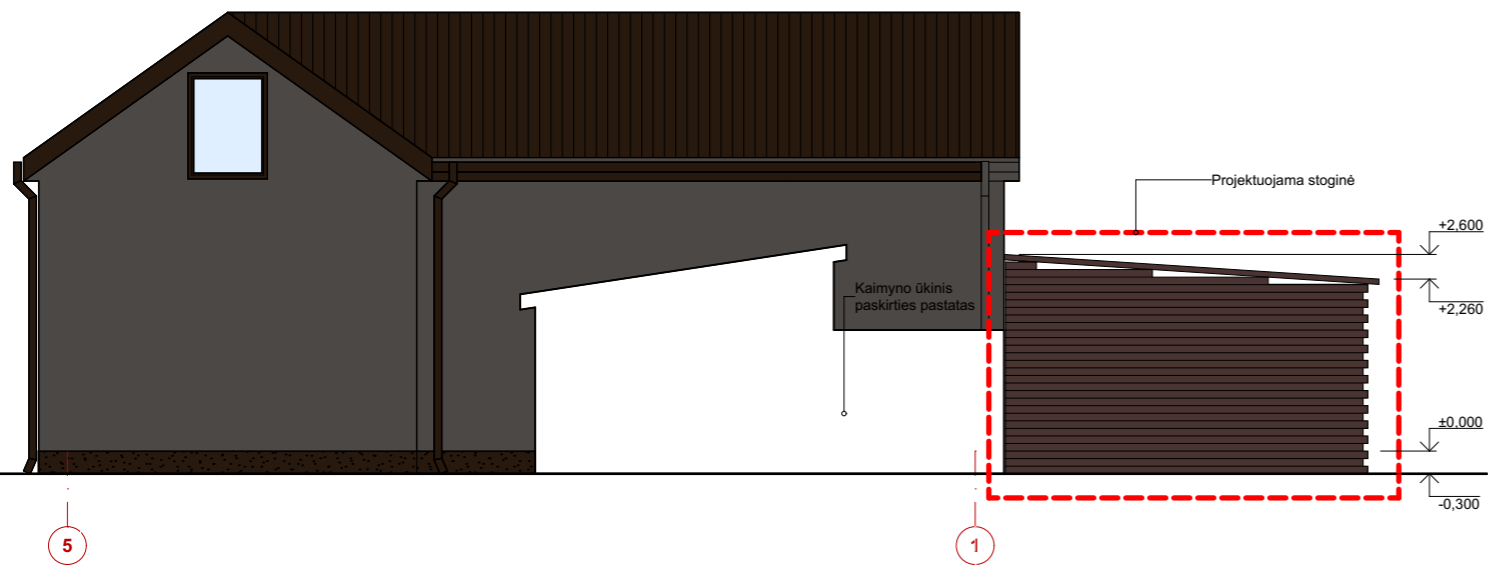 Projektuojama stoginė
+2,600
Kaimyno ūkinis
paskirties pastatas
+2,260
±0,000
-0,300
5
1